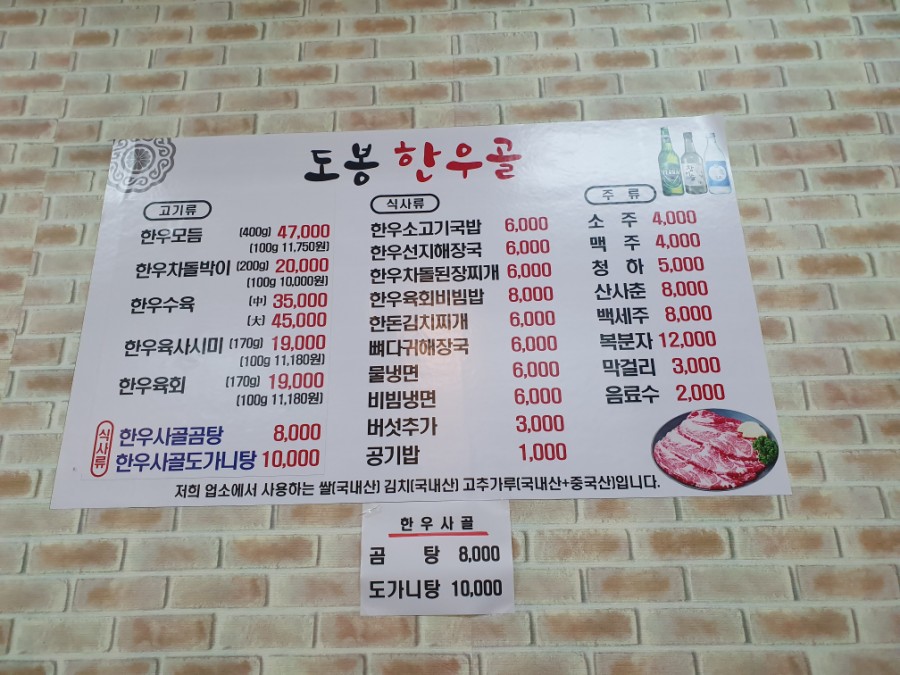 도봉 한우골
고기류
한우모듬 (400g) 47,000
(100g 11,750원)
한우차돌박이 (200g) 20,000
(100g 10,000원)
한우수육 (中) 35,000
(大) 45,000
한우육사시미 (170g) 19,000
(100g 11,180원)
한우육회 (170g) 19,000
(100g 11,180원)
식사류
한우사골곰탕 8,000
한우사골도가니탕 10,000
식사류
한우소고기국밥 6,000
한우선지해장국 6,000
한우차돌된장찌개 6,000
한우육회비빔밥 8,000
한돈김치찌개 6,000
뼈다귀해장국 6,000
물냉면 6,000
비빔냉면 6,000
버섯추가 3,000
공기밥 1,000
주류
소주 4,000
맥주 4,000
청하 5,000
산사춘 8,000
백세주 8,000
복분자 12,000
막걸리 3,000
음료수 2,000
저희 업소에서 사용하는 쌀(국내산) 김치(국내산) 고추가루(국내산+중국산)입니다.
한우사골
곰탕 8,000
도가니탕 10,000